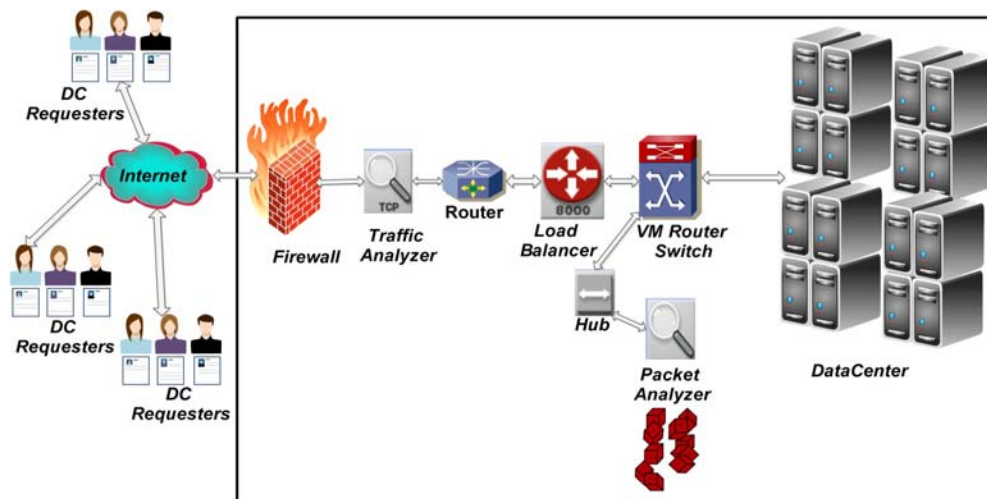 DC
Requesters
Internet
DC
Requesters
DC
Requesters
Firewall
TCP
Traffic
Analyzer
Router
8000
Load
Balancer
VM Router
Switch
Hub
Packet
Analyzer
DataCenter